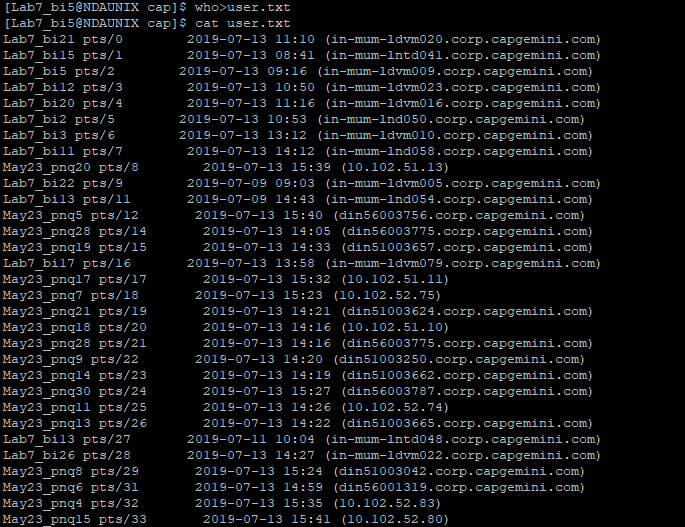 [Lab7_bi5@NDAUNIX cap]$ who>user.txt
[Lab7_bi5@NDAUNIX cap]$ cat user.txt
Lab7_bi21 pts/0        2019-07-13 11:10 (in-mum-ldvm020.corp.capgemini.com)
Lab7_bi15 pts/1        2019-07-13 08:41 (in-mum-lntd041.corp.capgemini.com)
Lab7_bi5 pts/2        2019-07-13 09:16 (in-mum-ldvm009.corp.capgemini.com)
Lab7_bi12 pts/3        2019-07-13 10:50 (in-mum-ldvm023.corp.capgemini.com)
Lab7_bi20 pts/4        2019-07-13 11:16 (in-mum-ldvm016.corp.capgemini.com)
Lab7_bi2 pts/5        2019-07-13 10:53 (in-mum-lnd050.corp.capgemini.com)
Lab7_bi3 pts/6        2019-07-13 13:12 (in-mum-ldvm010.corp.capgemini.com)
Lab7_bi11 pts/7        2019-07-13 14:12 (in-mum-lnd058.corp.capgemini.com)
May23_pnq20 pts/8        2019-07-13 15:39 (10.102.51.13)
Lab7_bi22 pts/9        2019-07-09 09:03 (in-mum-ldvm005.corp.capgemini.com)
Lab7_bi13 pts/11       2019-07-09 14:43 (in-mum-lnd054.corp.capgemini.com)
May23_pnq5 pts/12       2019-07-13 15:40 (din56003756.corp.capgemini.com)
May23_pnq28 pts/14       2019-07-13 14:05 (din56003775.corp.capgemini.com)
May23_pnq19 pts/15       2019-07-13 14:33 (din51003657.corp.capgemini.com)
Lab7_bi17 pts/16       2019-07-13 13:58 (in-mum-ldvm079.corp.capgemini.com)
May23_pnq17 pts/17       2019-07-13 15:32 (10.102.51.11)
May23_pnq7 pts/18       2019-07-13 15:23 (10.102.52.75)
May23_pnq21 pts/19       2019-07-13 14:21 (din51003624.corp.capgemini.com)
May23_pnq18 pts/20       2019-07-13 14:16 (10.102.51.10)
May23_pnq28 pts/21       2019-07-13 14:16 (din56003775.corp.capgemini.com)
May23_pnq9 pts/22       2019-07-13 14:20 (din51003250.corp.capgemini.com)
May23_pnq14 pts/23       2019-07-13 14:19 (din51003662.corp.capgemini.com)
May23_pnq30 pts/24       2019-07-13 15:27 (din56003787.corp.capgemini.com)
May23_pnq11 pts/25       2019-07-13 14:26 (10.102.52.74)
May23_pnq13 pts/26       2019-07-13 14:22 (din51003665.corp.capgemini.com)
Lab7_bi13 pts/27       2019-07-11 10:04 (in-mum-lntd048.corp.capgemini.com)
Lab7_bi26 pts/28       2019-07-13 14:27 (in-mum-ldvm022.corp.capgemini.com)
May23_pnq8 pts/29       2019-07-13 15:24 (din51003042.corp.capgemini.com)
May23_pnq6 pts/31       2019-07-13 14:59 (din56001319.corp.capgemini.com)
May23_pnq4 pts/32       2019-07-13 15:35 (10.102.52.83)
May23_pnq15 pts/33       2019-07-13 15:41 (10.102.52.80)